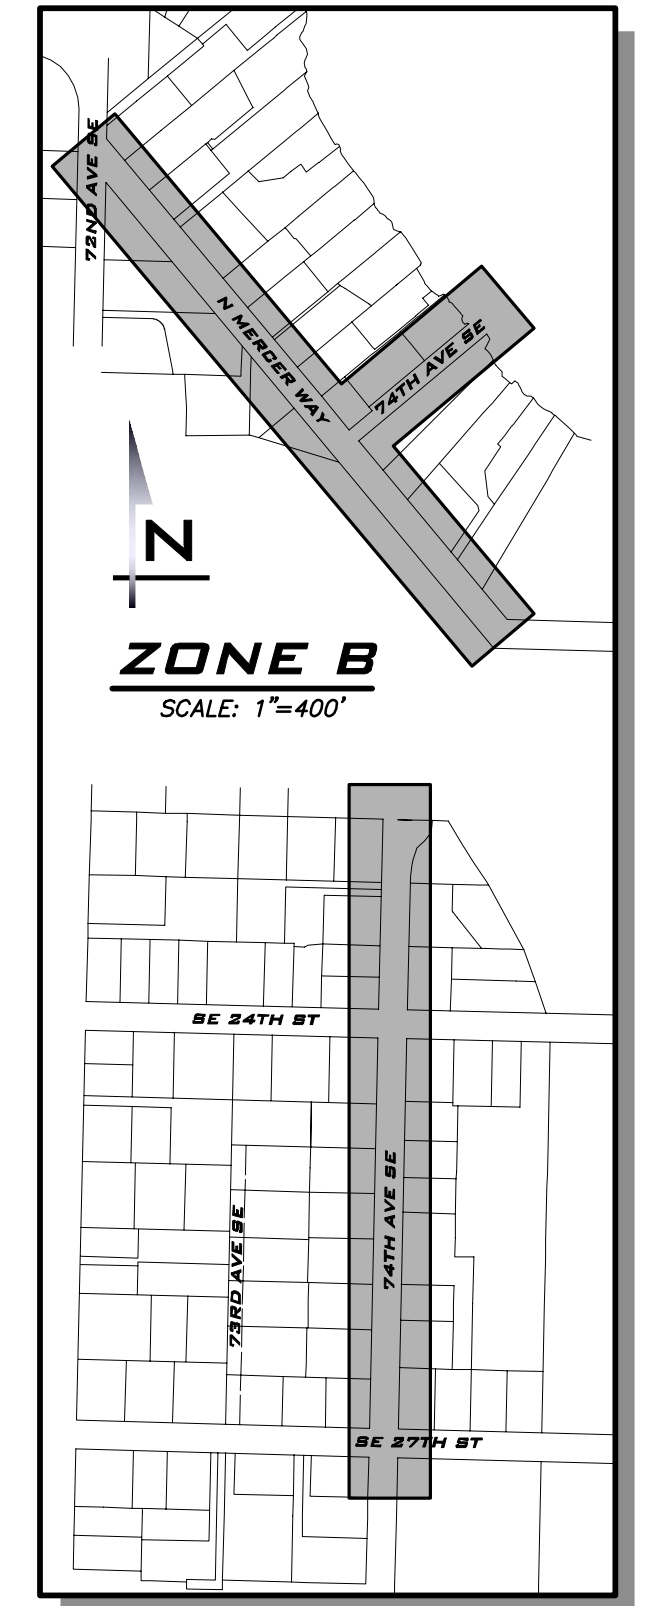 72ND AVE SE
N MERCER WAY
74TH AVE SE
N
ZONE B
SCALE: 1"=400'
SE 24TH ST
74TH AVE SE
73RD AVE SE
SE 27TH ST